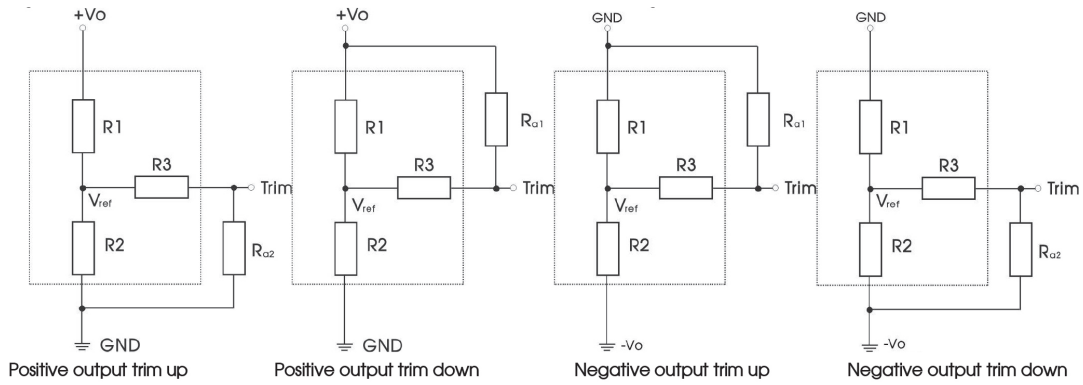 +Vo
R1
R3
Trim
Vref
R2
Ra2
GND
Positive output trim up
+Vo
Ra1
R1
R3
Trim
Vref
R2
GND
Positive output trim down
GND
Ra1
R1
R3
Trim
Vref
R2
-Vo
Negative output trim up
GND
R1
R3
Trim
Vref
R2
Ra2
-Vo
Negative output trim down